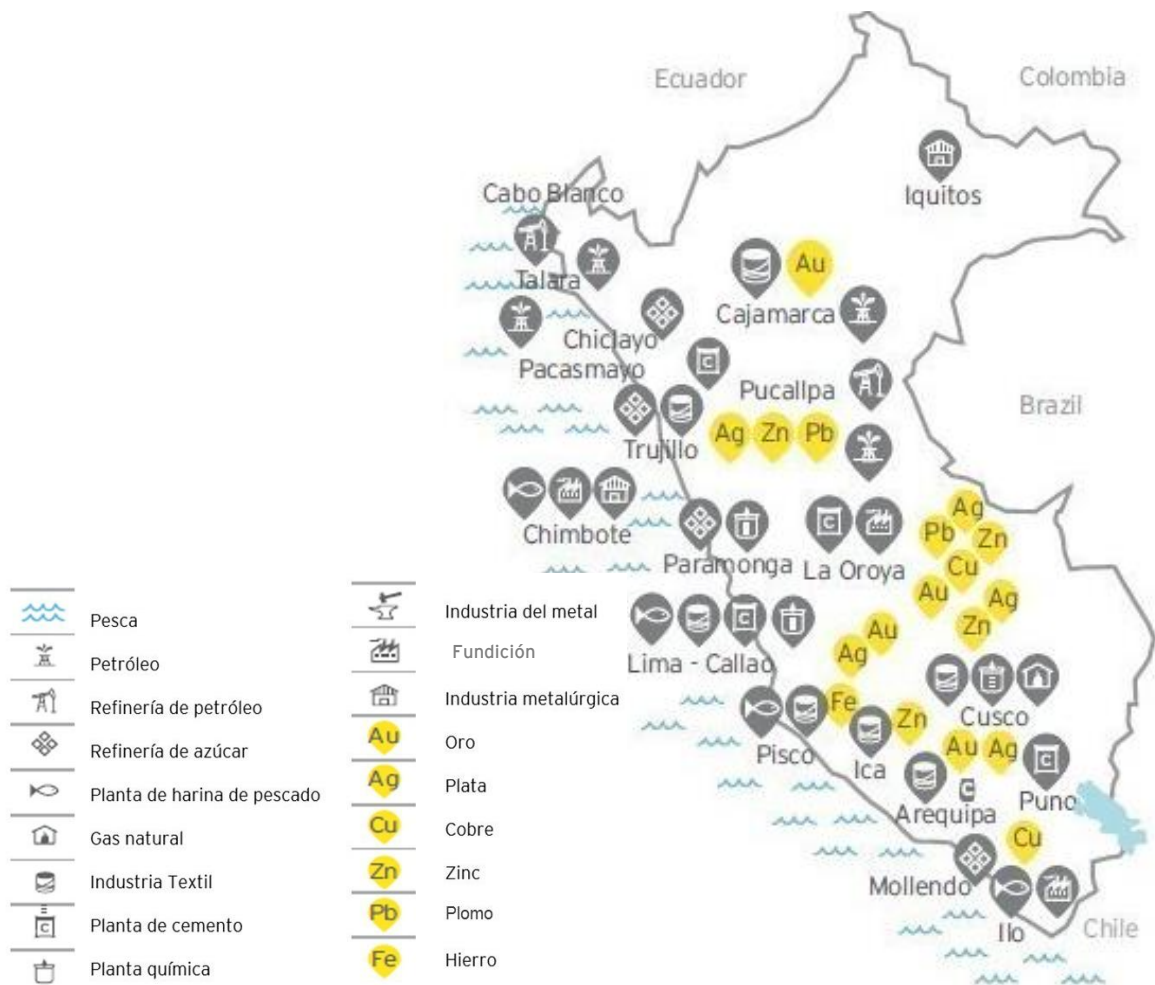 Ecuador
Colombia
Iquitos
Cabo Blanco
Talara
Au
Cajamarca
Chiclayo
Pacasmayo
C
Pucallpa
Brazil
Trujillo
Ag Zn Pb
Chimbote
Paramonga
C
La Oroya
Ag
Pb
Zn
Cu
Au
Ag
Zn
C
Lima - Callao
Au
Ag
Fe
Zn
Pisco
Ica
Cusco
Au Ag
C
C
Arequipa
Puno
Cu
Mollendo
Ilo
Chile
Pesca
Petróleo
Refinería de petróleo
Refinería de azúcar
Planta de harina de pescado
Gas natural
Industria Textil
C
Planta de cemento
Planta química
Industria del metal
Fundición
Industria metalúrgica
Au
Oro
Ag
Plata
Cu
Cobre
Zn
Zinc
Pb
Plomo
Fe
Hierro